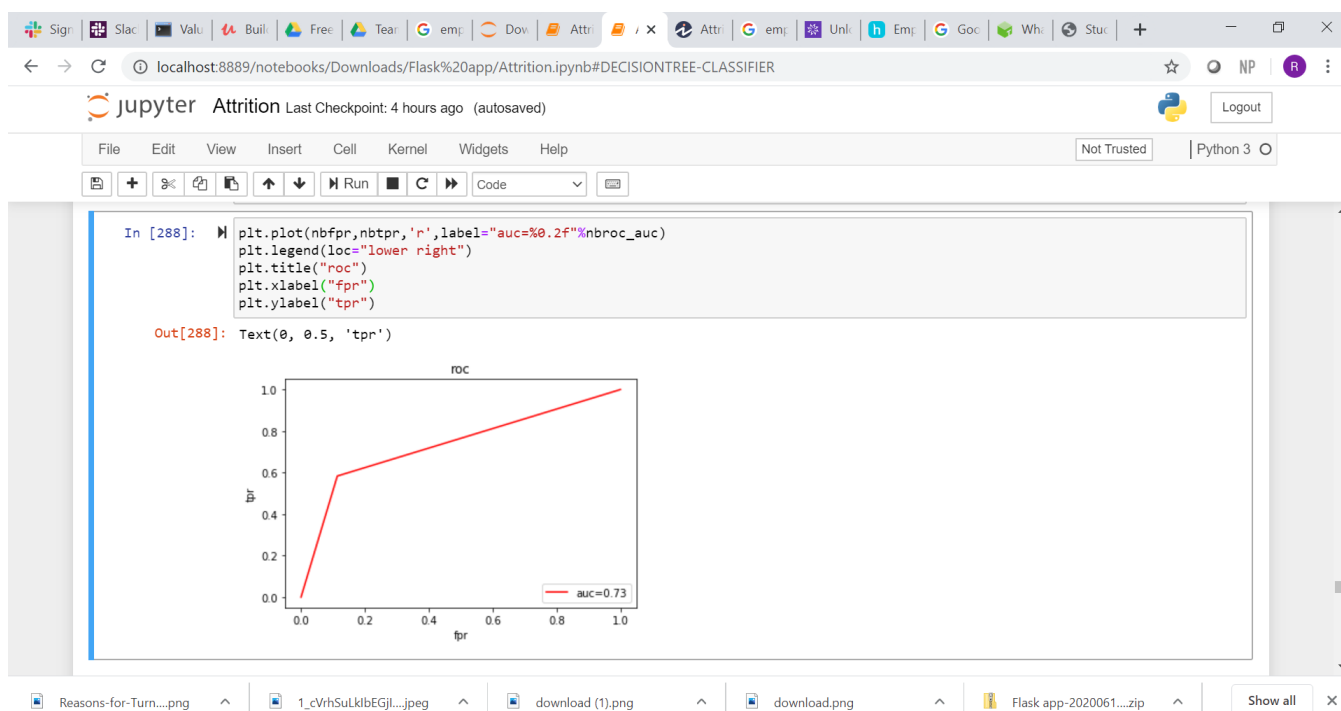 Sign Slac Valu Buil Free Tear emp Dow Attri Attri emp Unlo Emp Goo Wha Stuc
localhost:8889/notebooks/Downloads/Flask%20app/Attrition.ipynb#DECISIONTREE-CLASSIFIER NP R
jupyter Attrition Last Checkpoint: 4 hours ago (autosaved) Logout
File Edit View Insert Cell Kernel Widgets Help Not Trusted Python 3
Run Code
In [288]: plt.plot(nbfpr,nbtpr,'r',label="auc=%0.2f"%nbroc_auc)
plt.legend(loc="lower right")
plt.title("roc")
plt.xlabel("fpr")
plt.ylabel("tpr")
Out[288]: Text(0, 0.5, 'tpr')
roc
1.0
0.8
0.6
tpr
0.4
0.2
0.0
auc=0.73
0.0 0.2 0.4 0.6 0.8 1.0
fpr
Reasons-for-Turn....png download (1).png download.png Flask app-2020061....zip Show all